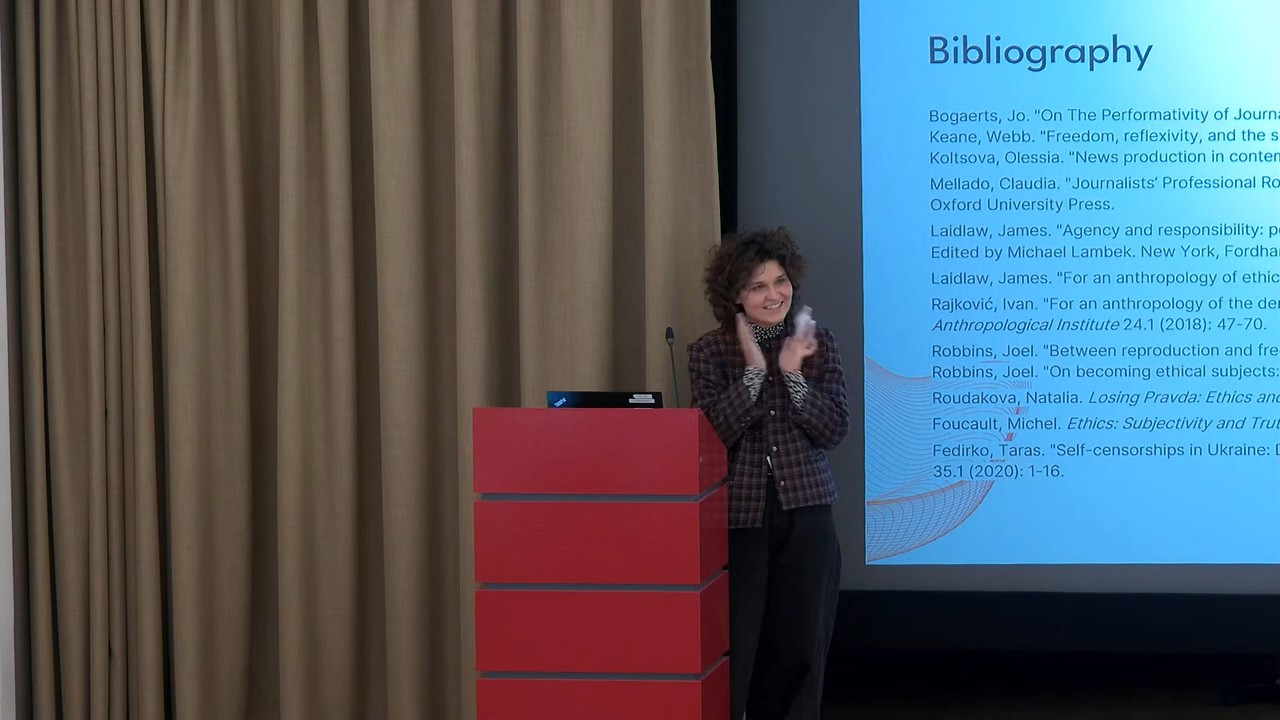 Bibliography
Bogaerts, Jo. "On The Performativity of Journa
Keane, Webb. "Freedom, reflexivity, and the s
Koltsova, Olessia. "News production in conten
Mellado, Claudia. "Journalists' Professional Ro
Oxford University Press.
Laidlaw, James. "Agency and responsibility: p
Edited by Michael Lambek. New York, Fordha
Laidlaw, James. "For an anthropology of ethic
Rajković, Ivan. "For an anthropology of the de
Anthropological Institute 24.1 (2018): 47-70.
Robbins, Joel. "Between reproduction and fre
Robbins, Joel. "On becoming ethical subjects:
Roudakova, Natalia. Losing Pravda: Ethics and
Foucault, Michel. Ethics: Subjectivity and Trut
Fedirko, Taras. "Self-censorships in Ukraine: D
35.1 (2020): 1-16.